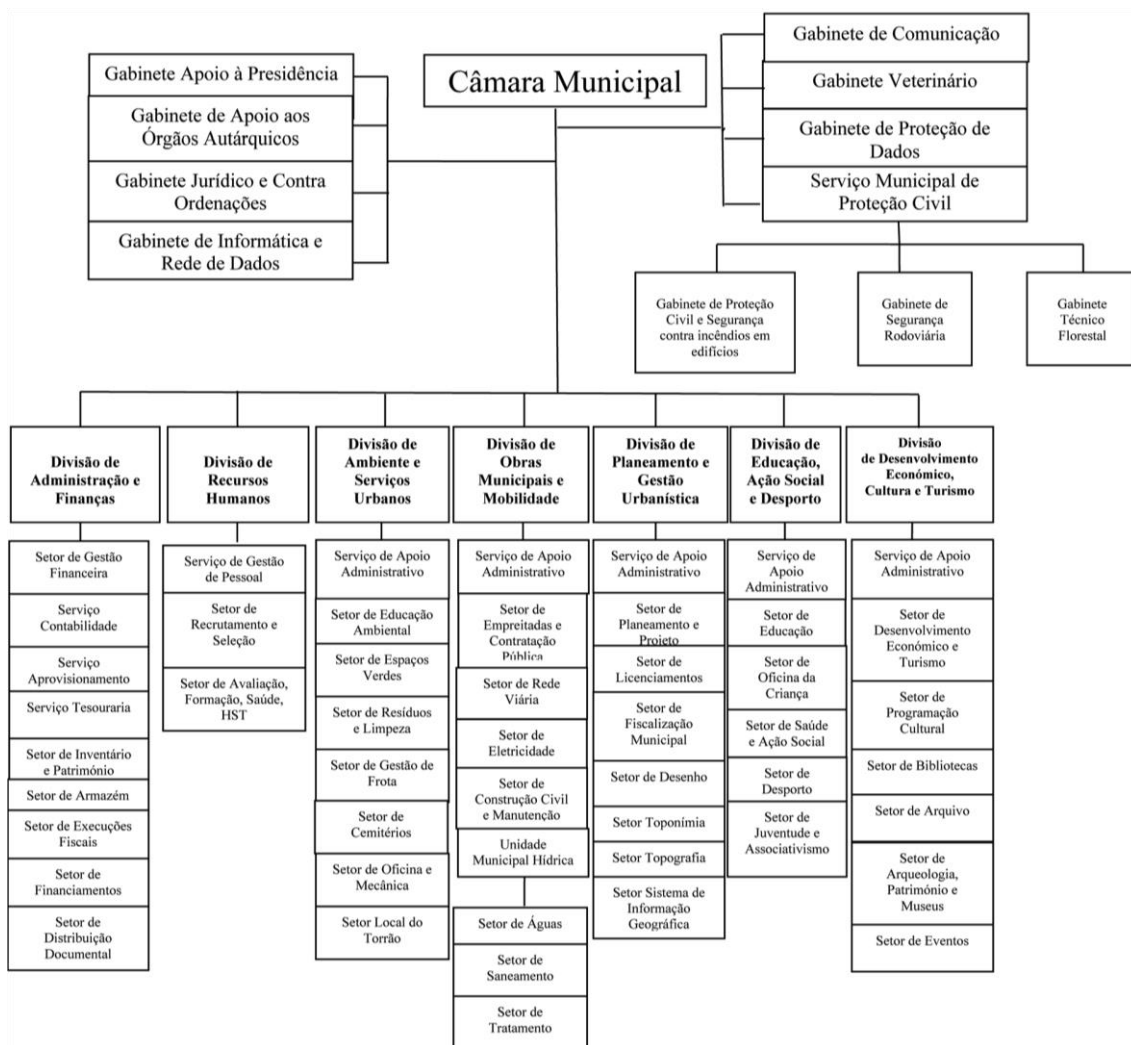 Câmara Municipal
Gabinete Apoio à Presidência
Gabinete de Apoio aos
Órgãos Autárquicos
Gabinete Jurídico e Contra
Ordenações
Gabinete de Informática e
Rede de Dados
Gabinete de Comunicação
Gabinete Veterinário
Gabinete de Proteção de
Dados
Serviço Municipal de
Proteção Civil
Gabinete de Proteção
Civil e Segurança
contra incêndios em
edifícios
Gabinete de
Segurança
Rodoviária
Gabinete
Técnico
Florestal
Divisão de
Administração e
Finanças
Setor de Gestão
Financeira
Serviço
Contabilidade
Serviço
Aprovisionamento
Serviço Tesouraria
Setor de Inventário
e Património
Setor de Armazém
Setor de Execuções
Fiscais
Setor de
Financiamentos
Setor de
Distribuição
Documental
Divisão de
Recursos
Humanos
Serviço de Gestão
de Pessoal
Setor de
Recrutamento e
Seleção
Setor de Avaliação,
Formação, Saúde,
HST
Divisão de
Ambiente e
Serviços
Urbanos
Serviço de Apoio
Administrativo
Setor de Educação
Ambiental
Setor de Espaços
Verdes
Setor de Resíduos
e Limpeza
Setor de Gestão de
Frota
Setor de
Cemitérios
Setor de Oficina e
Mecânica
Setor Local do
Torrão
Divisão de
Obras
Municipais e
Mobilidade
Serviço de Apoio
Administrativo
Setor de
Empreitadas e
Contratação
Pública
Setor de Rede
Viária
Setor de
Eletricidade
Setor de
Construção Civil
e Manutenção
Unidade
Municipal Hídrica
Setor de Águas
Setor de
Saneamento
Setor de
Tratamento
Divisão de
Planeamento e
Gestão
Urbanística
Serviço de Apoio
Administrativo
Setor de
Planeamento e
Projeto
Setor de
Licenciamentos
Setor de
Fiscalização
Municipal
Setor de Desenho
Setor Toponímia
Setor Topografia
Setor Sistema de
Informação
Geográfica
Divisão de
Educação,
Ação Social
e Desporto
Serviço de
Apoio
Administrativo
Setor de
Educação
Setor de
Oficina da
Criança
Setor de Saúde
e Ação Social
Setor de
Desporto
Setor de
Juventude e
Associativismo
Divisão
de Desenvolvimento
Económico,
Cultura e Turismo
Serviço de Apoio
Administrativo
Setor de
Desenvolvimento
Económico e
Turismo
Setor de
Programação
Cultural
Setor de Bibliotecas
Setor de Arquivo
Setor de
Arqueologia,
Património e
Museus
Setor de Eventos